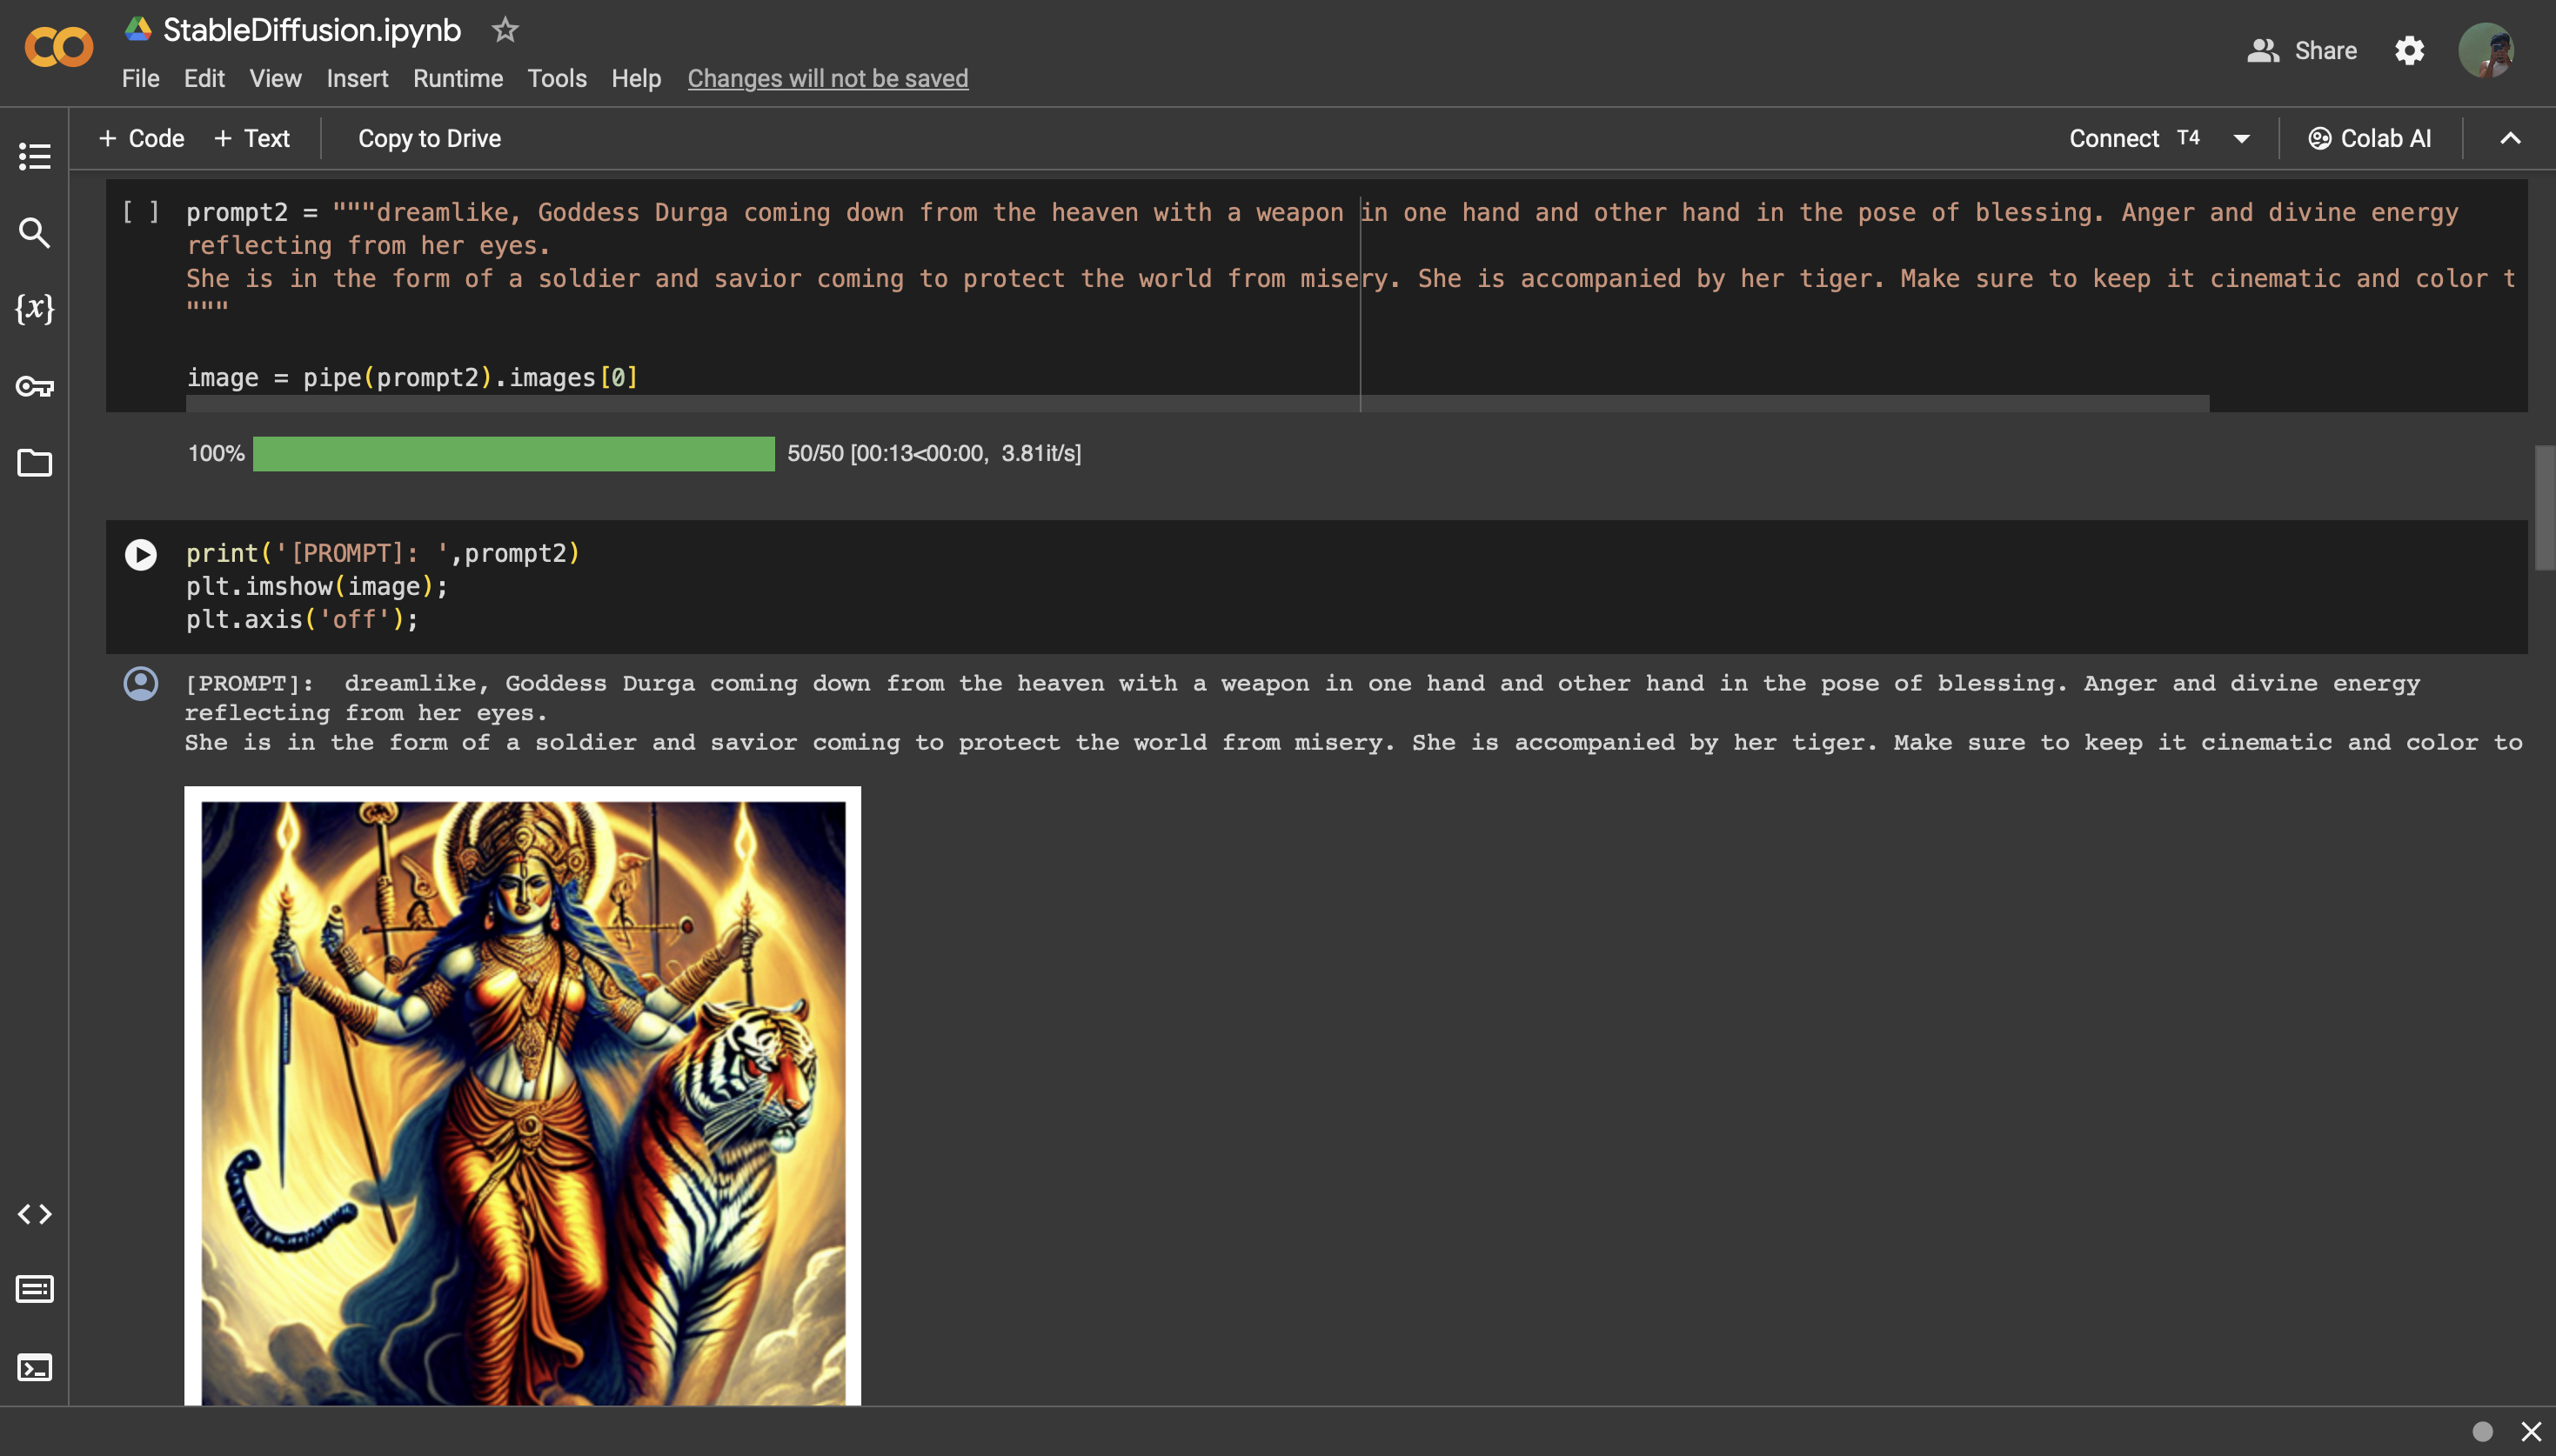 StableDiffusion.ipynb
File Edit View Insert Runtime Tools Help Changes will not be saved
Share
+ Code + Text Copy to Drive
Connect T4 Colab AI
{x}
[ ] prompt2 = """dreamlike, Goddess Durga coming down from the heaven with a weapon in one hand and other hand in the pose of blessing. Anger and divine energy
reflecting from her eyes.
She is in the form of a soldier and savior coming to protect the world from misery. She is accompanied by her tiger. Make sure to keep it cinematic and color t
"""
image = pipe(prompt2).images[0]
100% 50/50 [00:13<00:00, 3.81it/s]
print('[PROMPT]: ',prompt2)
plt.imshow(image);
plt.axis('off');
[PROMPT]:  dreamlike, Goddess Durga coming down from the heaven with a weapon in one hand and other hand in the pose of blessing. Anger and divine energy
reflecting from her eyes.
She is in the form of a soldier and savior coming to protect the world from misery. She is accompanied by her tiger. Make sure to keep it cinematic and color to